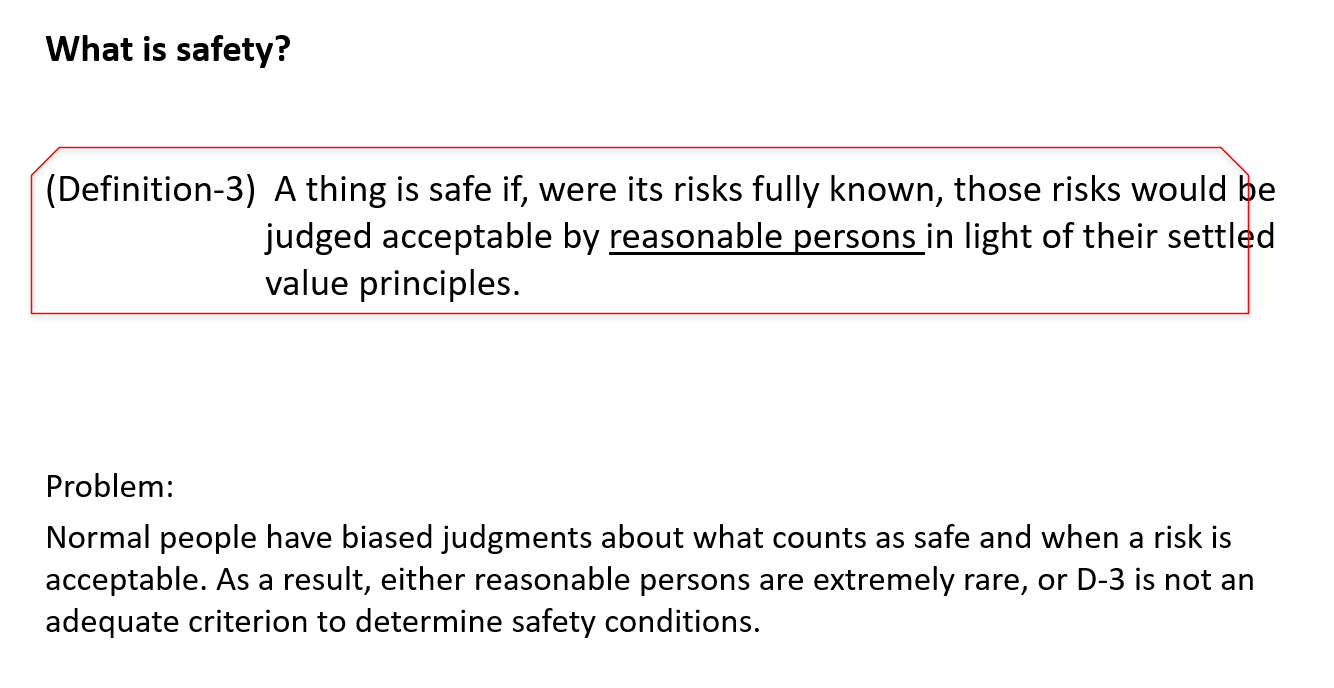 What is safety?
(Definition-3) A thing is safe if, were its risks fully known, those risks would be
judged acceptable by reasonable persons in light of their settled
value principles.
Problem:
Normal people have biased judgments about what counts as safe and when a risk is
acceptable. As a result, either reasonable persons are extremely rare, or D-3 is not an
adequate criterion to determine safety conditions.